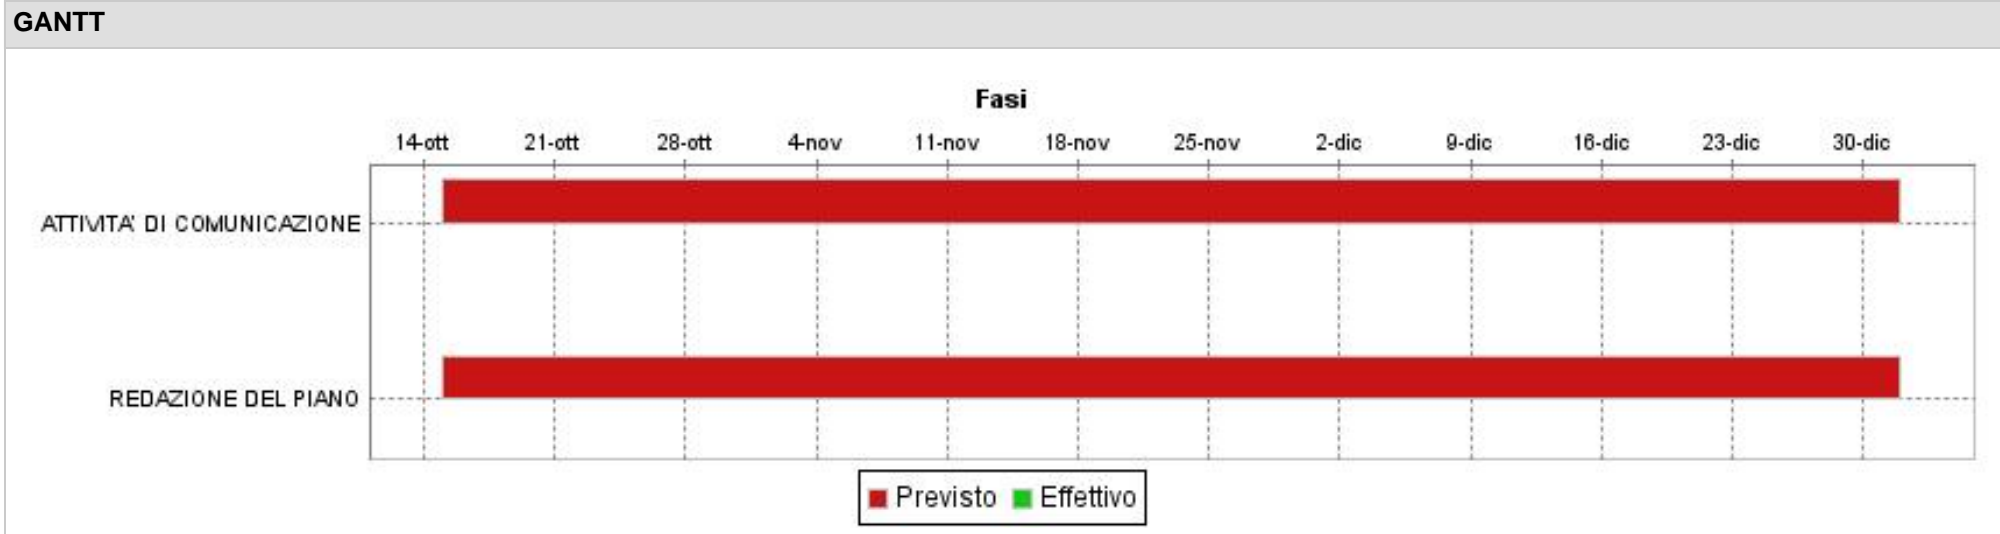 GANTT
Fasi
14-ott 21-ott 28-ott 4-nov 11-nov 18-nov 25-nov 2-dic 9-dic 16-dic 23-dic 30-dic
ATTIVITA' DI COMUNICAZIONE
REDAZIONE DEL PIANO
Previsto Effettivo